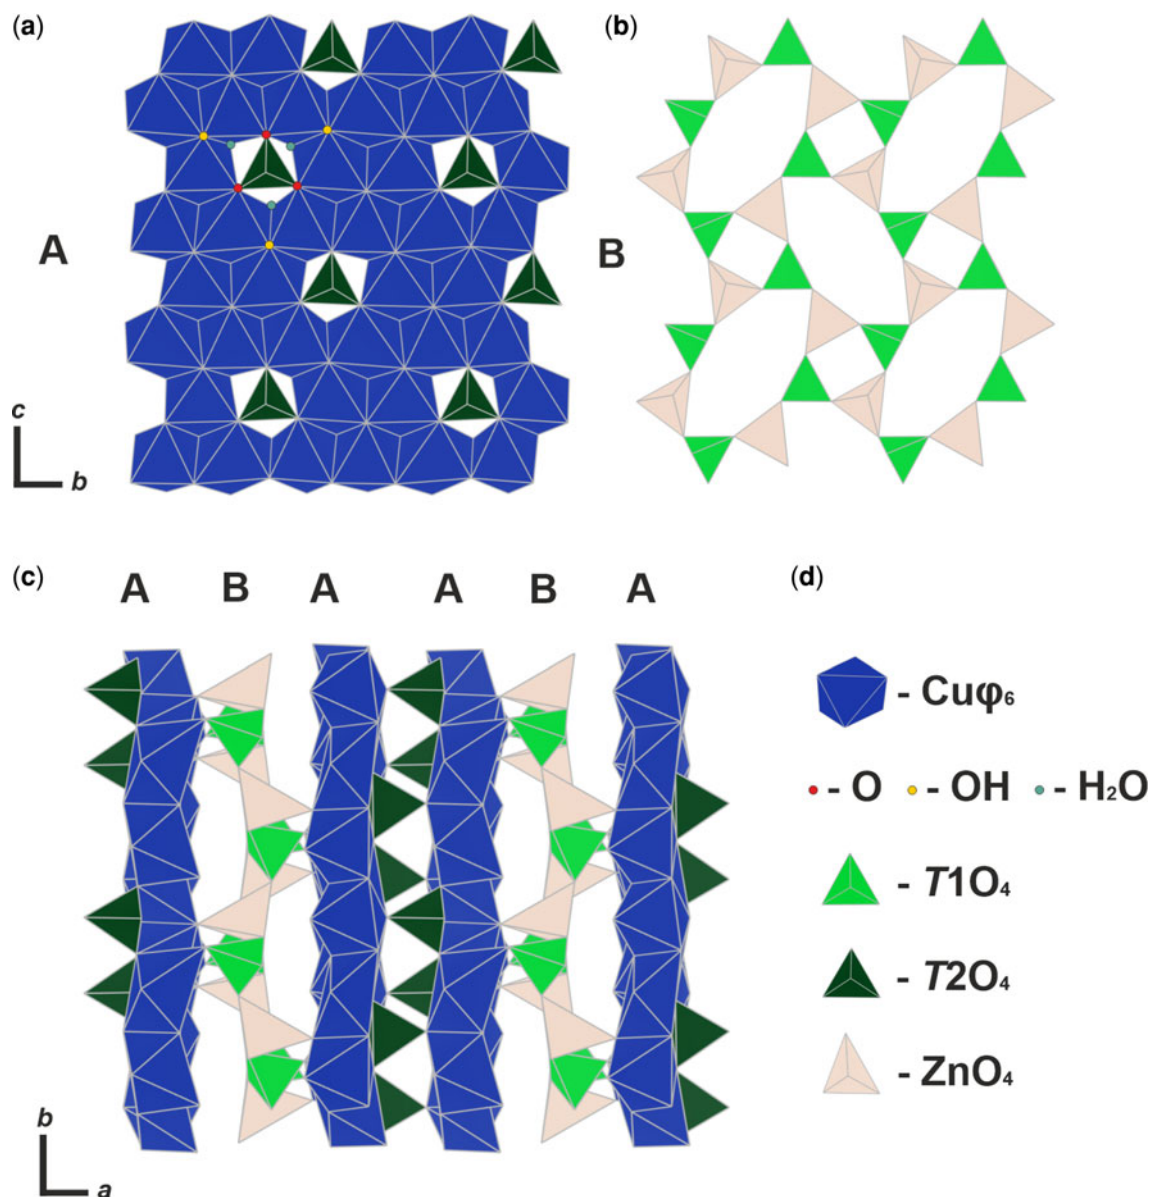 (a)
(b)
A
B
c
b
(c)
A B A A B A
(d)
- Cuφ₆
- O - OH - H₂O
- T1O₄
- T2O₄
- ZnO₄
b
a